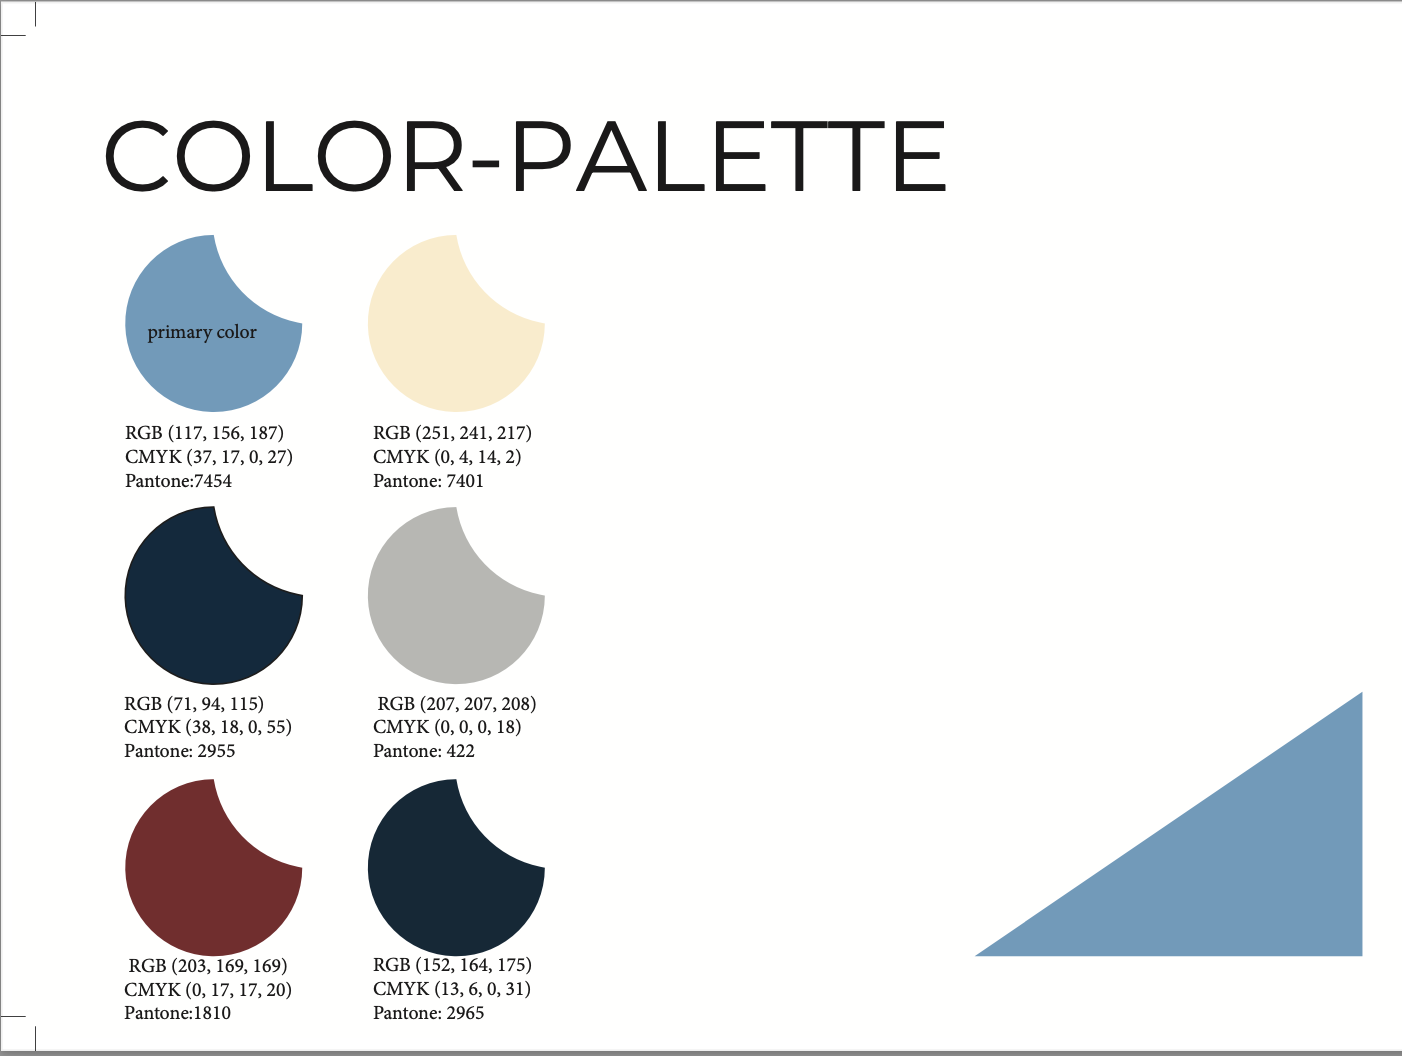 COLOR-PALETTE
primary color
RGB (117, 156, 187)
CMYK (37, 17, 0, 27)
Pantone:7454
RGB (251, 241, 217)
CMYK (0, 4, 14, 2)
Pantone: 7401
RGB (71, 94, 115)
CMYK (38, 18, 0, 55)
Pantone: 2955
RGB (207, 207, 208)
CMYK (0, 0, 0, 18)
Pantone: 422
RGB (203, 169, 169)
CMYK (0, 17, 17, 20)
Pantone:1810
RGB (152, 164, 175)
CMYK (13, 6, 0, 31)
Pantone: 2965